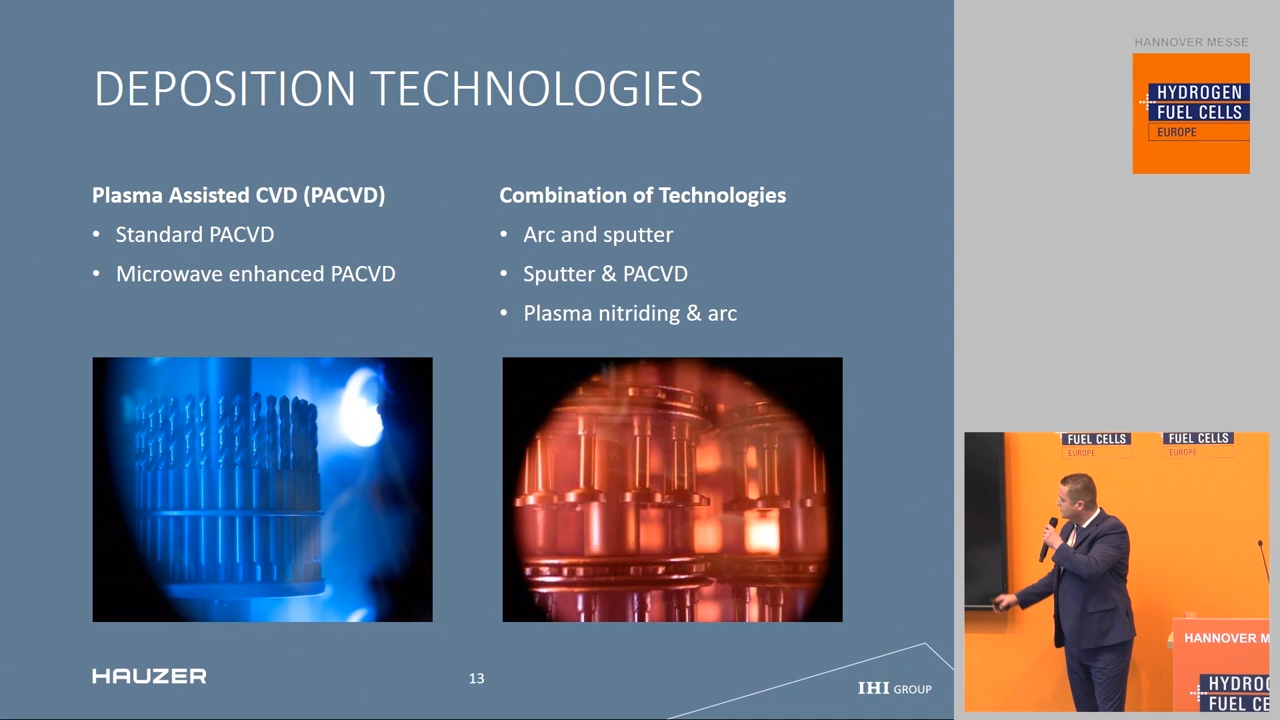 DEPOSITION TECHNOLOGIES
Plasma Assisted CVD (PACVD)
• Standard PACVD
• Microwave enhanced PACVD
Combination of Technologies
• Arc and sputter
• Sputter & PACVD
• Plasma nitriding & arc
HAUZER
13
IHI GROUP
HANNOVER MESSE
HYDROGEN
FUEL CELLS
EUROPE
FUEL CELLS
EUROPE
FUEL CELLS
EUROPE
HANNOVER M
HYDROG
FUEL CE